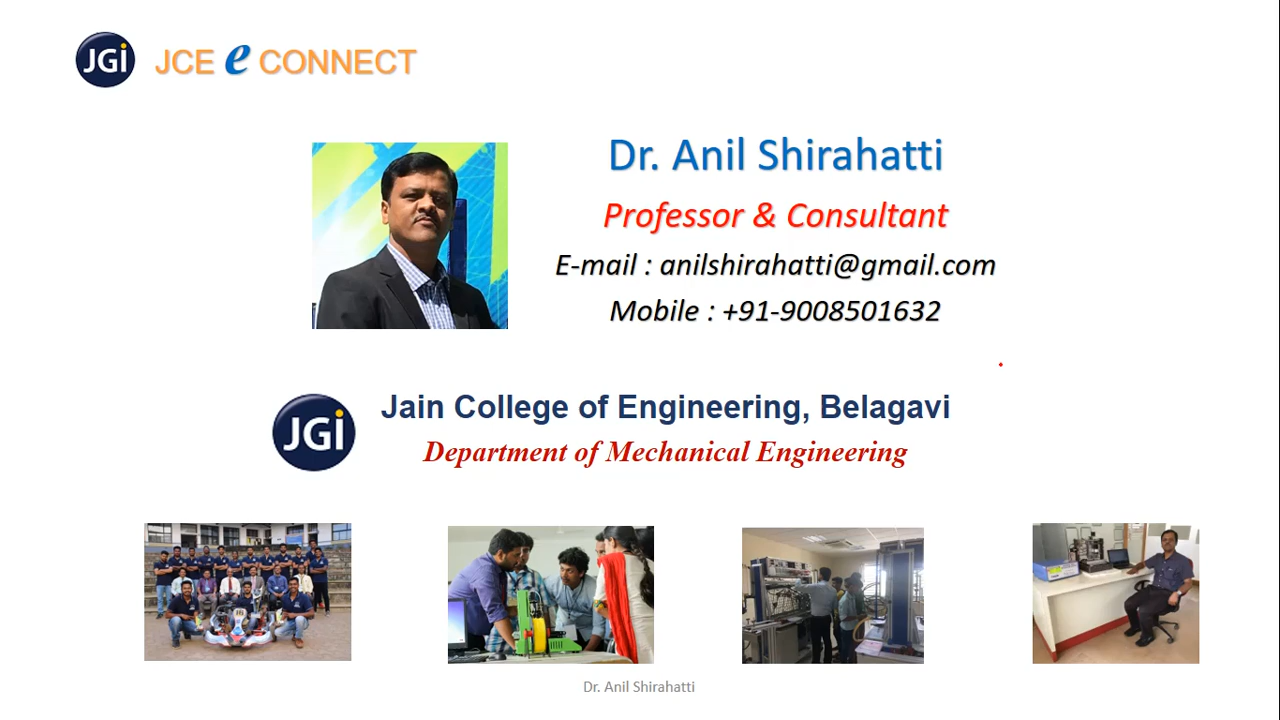 JGi JCE e CONNECT
Dr. Anil Shirahatti
Professor & Consultant
E-mail : anilshirahatti@gmail.com
Mobile : +91-9008501632
JGi
Jain College of Engineering, Belagavi
Department of Mechanical Engineering
Dr. Anil Shirahatti